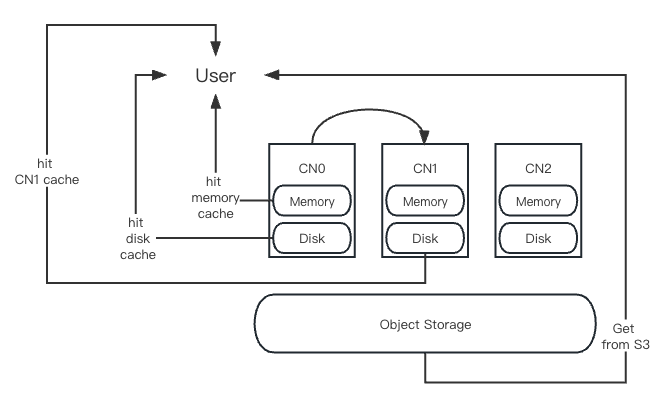 User
hit
CN1 cache
hit
memory
cache
hit
disk
cache
CN0
Memory
Disk
CN1
Memory
Disk
CN2
Memory
Disk
Object Storage
Get
from S3